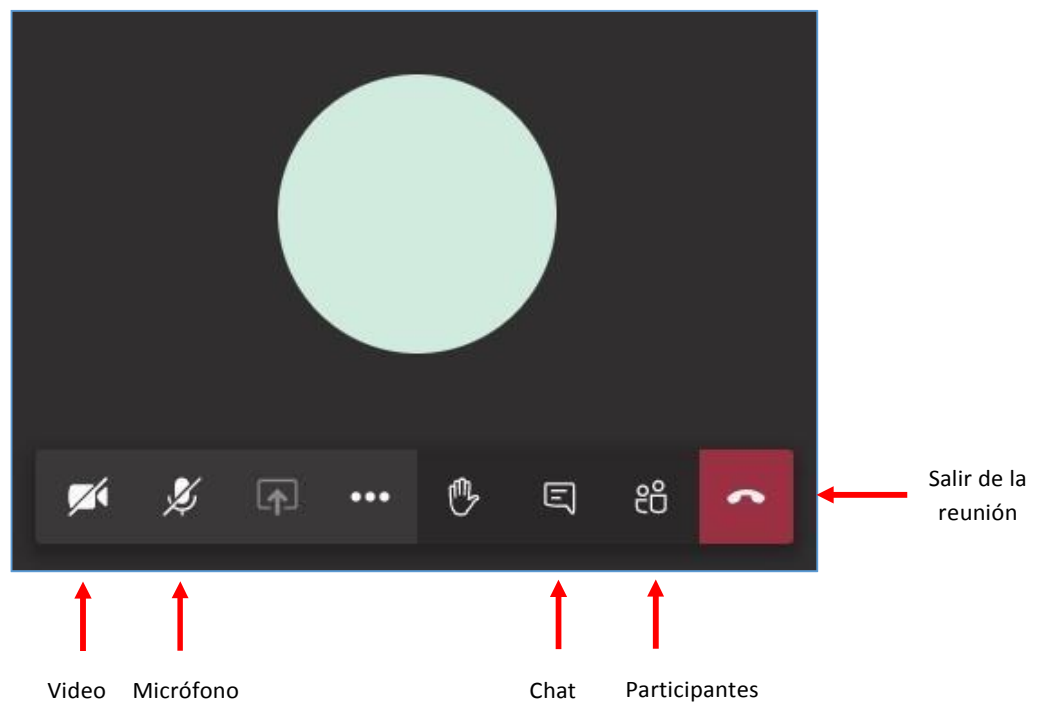 Salir de la
reunión
Video
Micrófono
Chat
Participantes